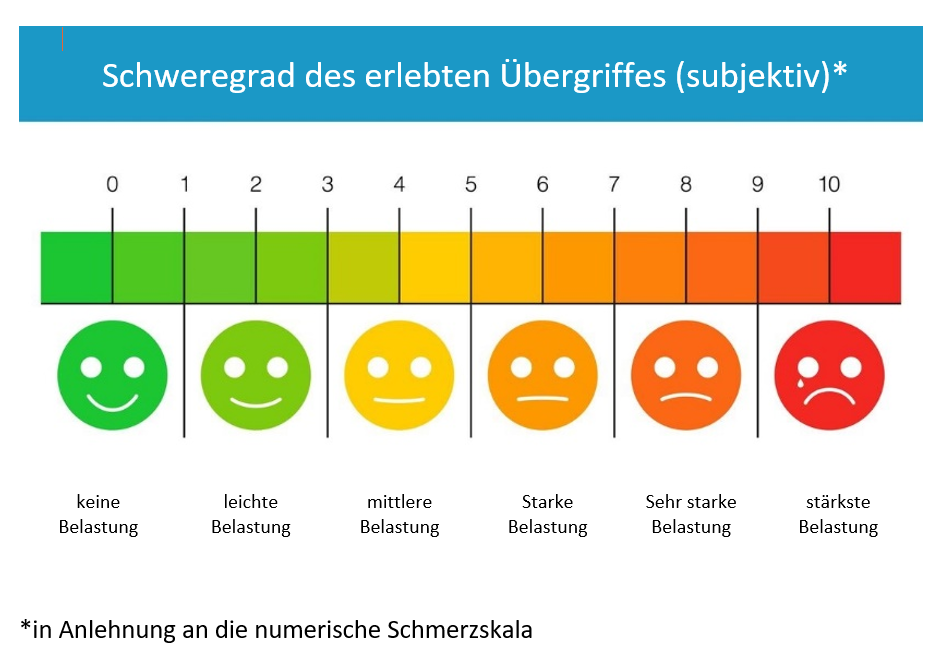 Schweregrad des erlebten Übergriffes (subjektiv)*
0 1 2 3 4 5 6 7 8 9 10
keine Belastung
leichte Belastung
mittlere Belastung
Starke Belastung
Sehr starke Belastung
stärkste Belastung
*in Anlehnung an die numerische Schmerzskala